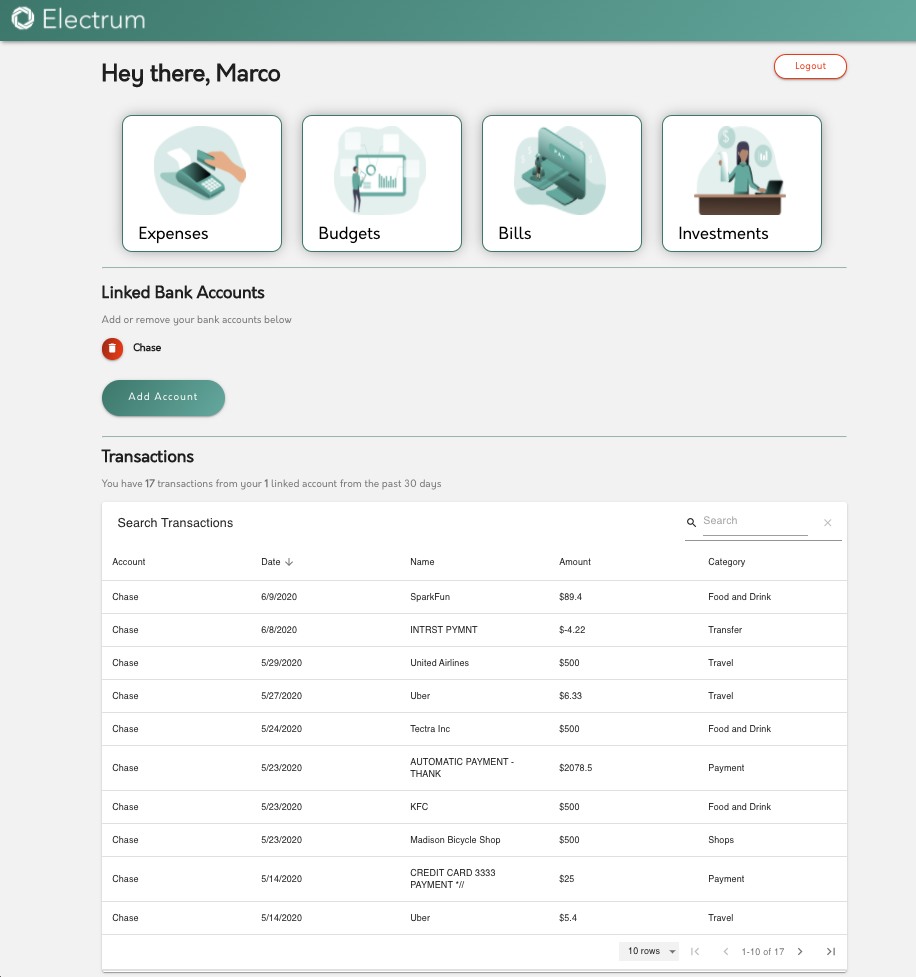 Electrum
Hey there, Marco
Logout
PAY
Expenses
Budgets
Bills
Investments
Linked Bank Accounts
Add or remove your bank accounts below
Chase
Add Account
Transactions
You have 17 transactions from your 1 linked account from the past 30 days
Search Transactions
Search
Account Date Name Amount Category
Chase 6/9/2020 SparkFun $89.4 Food and Drink
Chase 6/8/2020 INTRST PYMNT $-4.22 Transfer
Chase 5/29/2020 United Airlines $500 Travel
Chase 5/27/2020 Uber $6.33 Travel
Chase 5/24/2020 Tectra Inc $500 Food and Drink
Chase 5/23/2020 AUTOMATIC PAYMENT - $2078.5 Payment
THANK
Chase 5/23/2020 KFC $500 Food and Drink
Chase 5/23/2020 Madison Bicycle Shop $500 Shops
Chase 5/14/2020 CREDIT CARD 3333 $25 Payment
PAYMENT *//
Chase 5/14/2020 Uber $5.4 Travel
10 rows 1-10 of 17